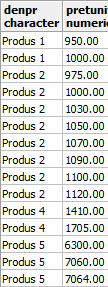 denpr pretunit
character numeric
Produs 1 950.00
Produs 1 1000.00
Produs 2 975.00
Produs 2 1000.00
Produs 2 1030.00
Produs 2 1050.00
Produs 2 1070.00
Produs 2 1090.00
Produs 2 1100.00
Produs 2 1120.00
Produs 4 1410.00
Produs 4 1705.00
Produs 5 6300.00
Produs 5 7060.00
Produs 5 7064.00